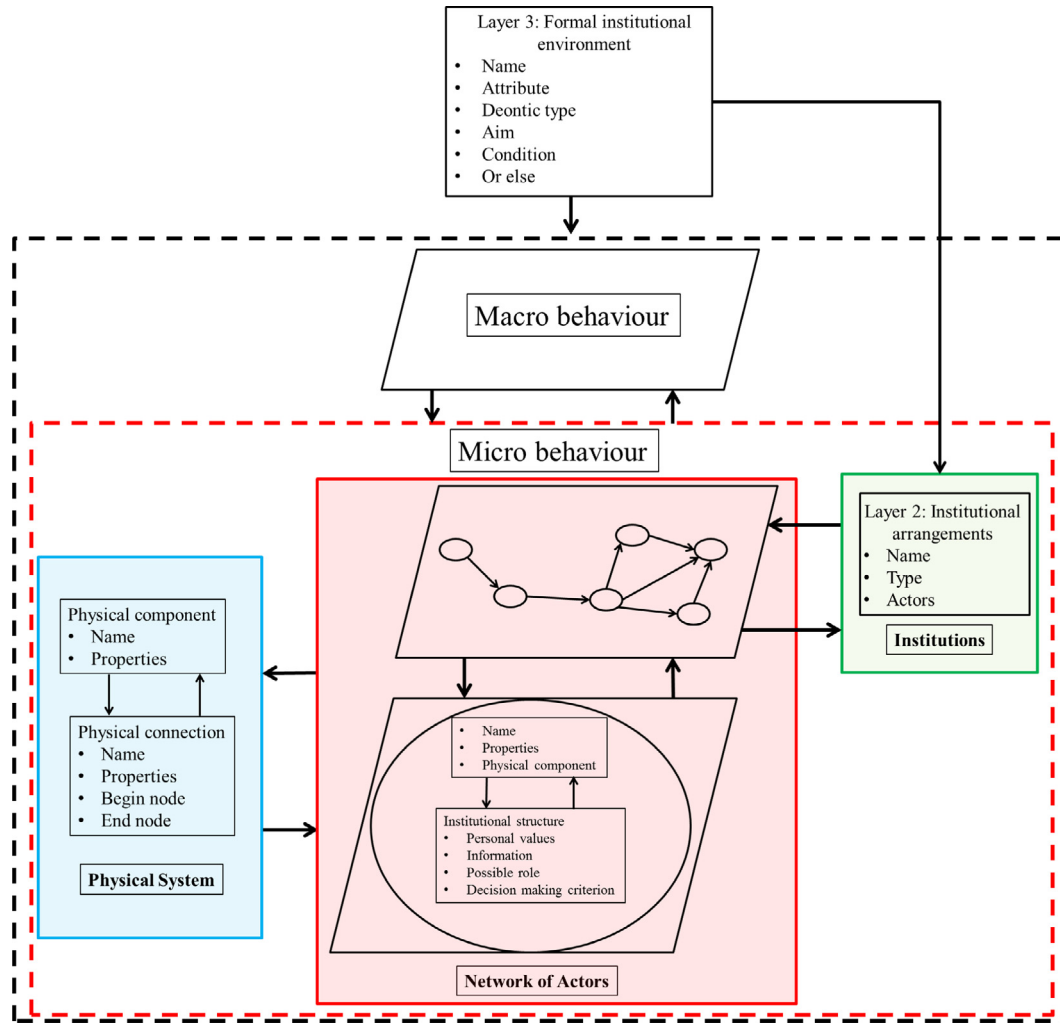 Layer 3: Formal institutional
environment
• Name
• Attribute
• Deontic type
• Aim
• Condition
• Or else
Macro behaviour
Micro behaviour
Layer 2: Institutional
arrangements
• Name
• Type
• Actors
Institutions
Physical component
• Name
• Properties
Physical connection
• Name
• Properties
• Begin node
• End node
Physical System
• Name
• Properties
• Physical component
Institutional structure
• Personal values
• Information
• Possible role
• Decision making criterion
Network of Actors